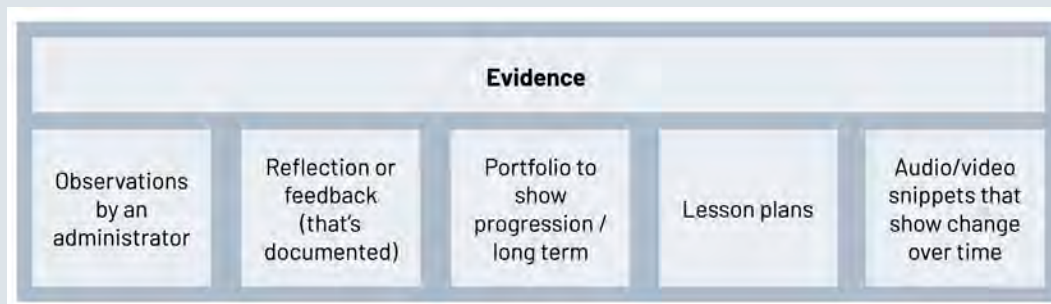 Evidence
Observations
by an
administrator
Reflection or
feedback
(that's
documented)
Portfolio to
show
progression /
long term
Lesson plans
Audio/video
snippets that
show change
over time